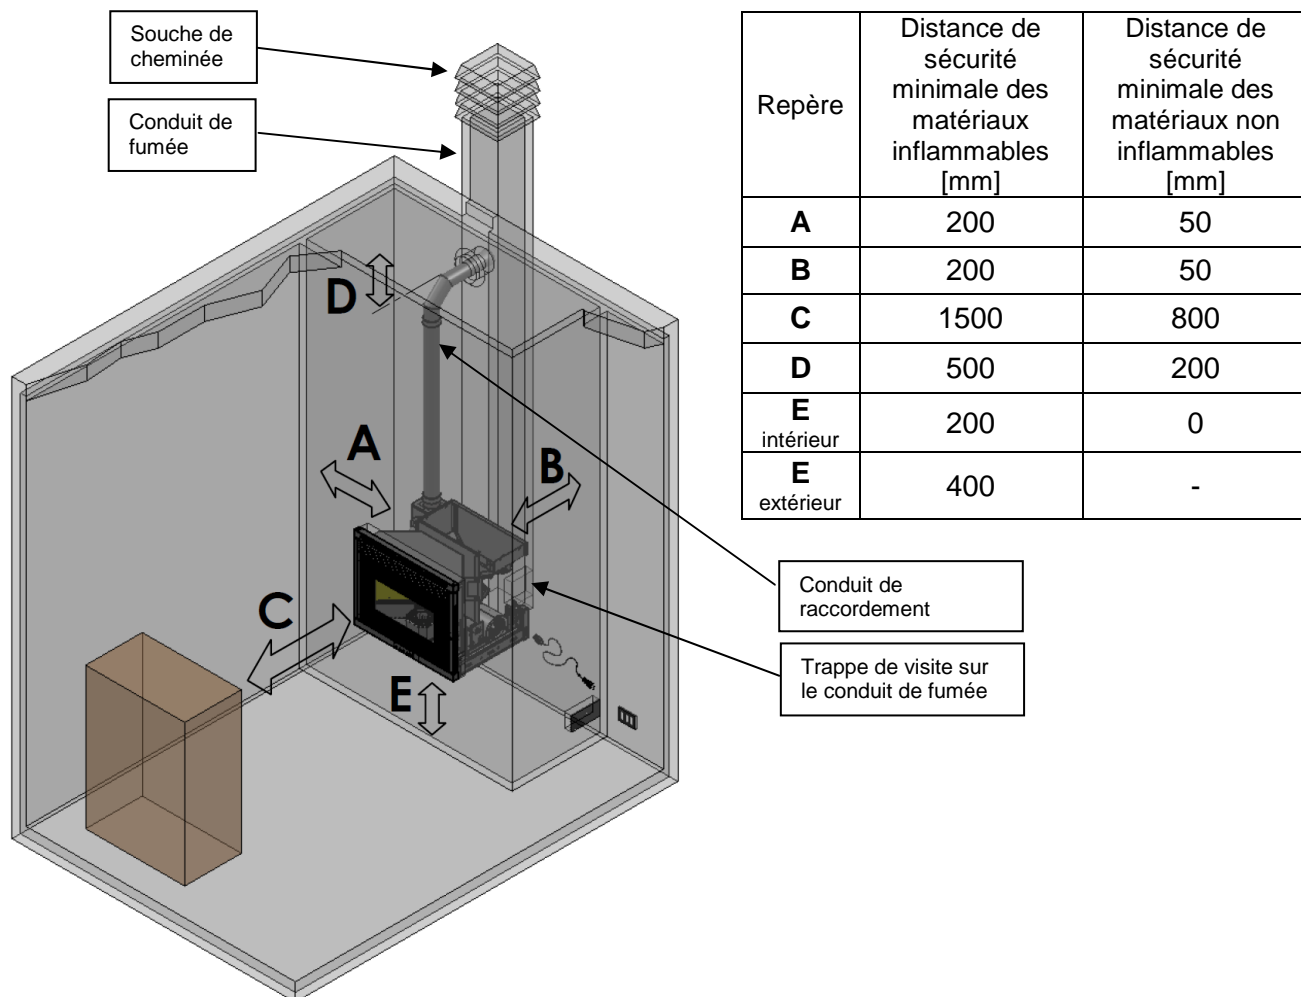 Souche de
cheminée
Conduit de
fumée
D
A
B
C
E
Repère
Distance de
sécurité
minimale des
matériaux
inflammables
[mm]
Distance de
sécurité
minimale des
matériaux non
inflammables
[mm]
A 200 50
B 200 50
C 1500 800
D 500 200
E
intérieur
200 0
E
extérieur
400 -
Conduit de
raccordement
Trappe de visite sur
le conduit de fumée